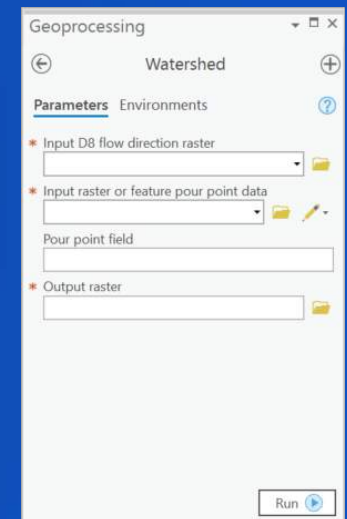 Geoprocessing
Watershed
Parameters Environments
* Input D8 flow direction raster
* Input raster or feature pour point data
Pour point field
* Output raster
Run